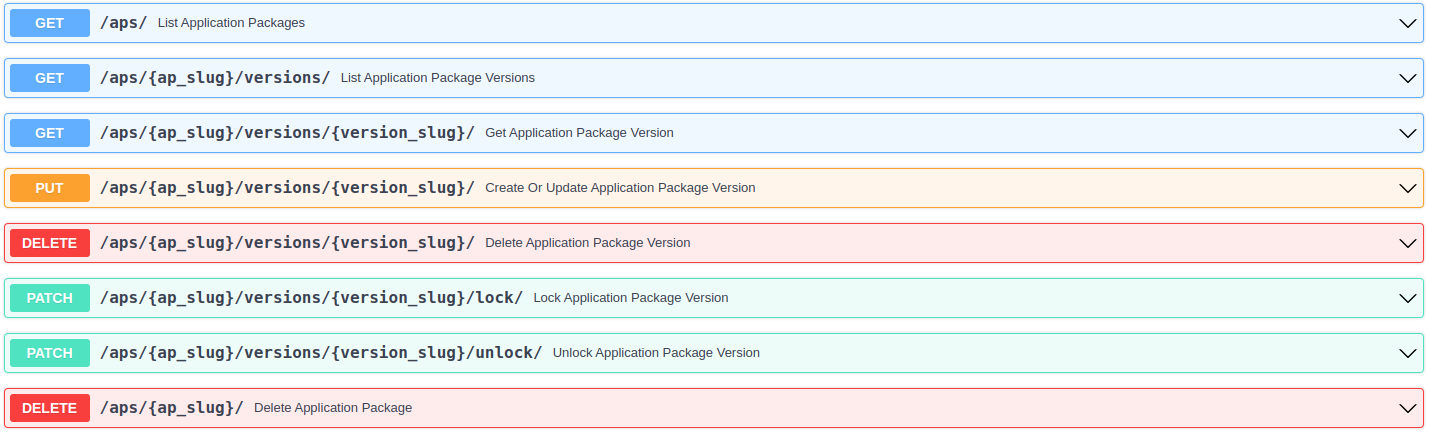 GET /aps/ List Application Packages
GET /aps/{ap_slug}/versions/ List Application Package Versions
GET /aps/{ap_slug}/versions/{version_slug}/ Get Application Package Version
PUT /aps/{ap_slug}/versions/{version_slug}/ Create Or Update Application Package Version
DELETE /aps/{ap_slug}/versions/{version_slug}/ Delete Application Package Version
PATCH /aps/{ap_slug}/versions/{version_slug}/lock/ Lock Application Package Version
PATCH /aps/{ap_slug}/versions/{version_slug}/unlock/ Unlock Application Package Version
DELETE /aps/{ap_slug}/ Delete Application Package